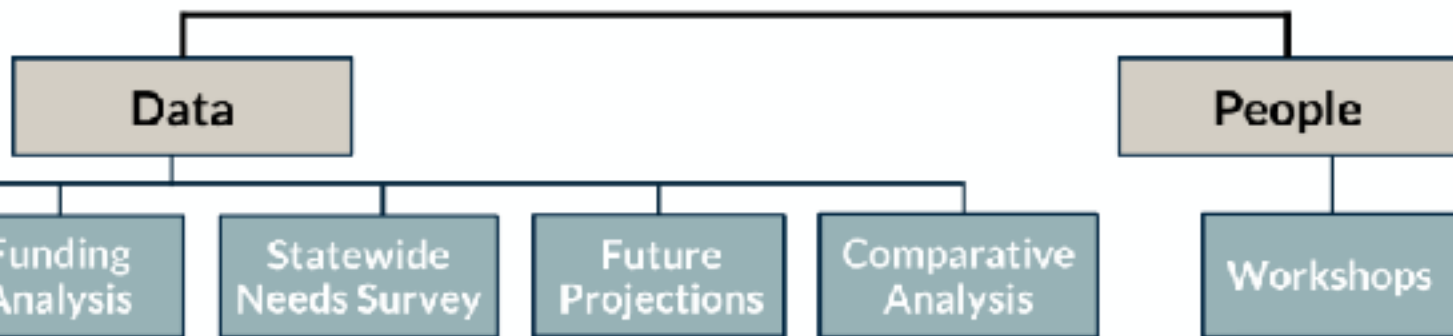 Data
People
Funding
Analysis
Statewide
Needs Survey
Future
Projections
Comparative
Analysis
Workshops